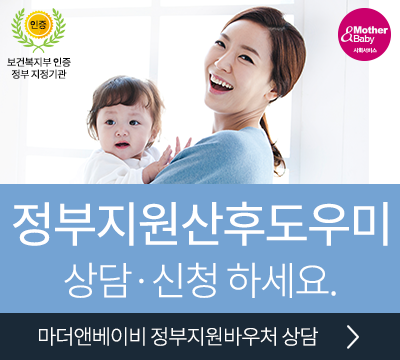 인증
보건복지부 인증
정부 지정기관
Mother
&Baby
사회서비스
정부지원산후도우미
상담·신청 하세요.
마더앤베이비 정부지원바우처 상담